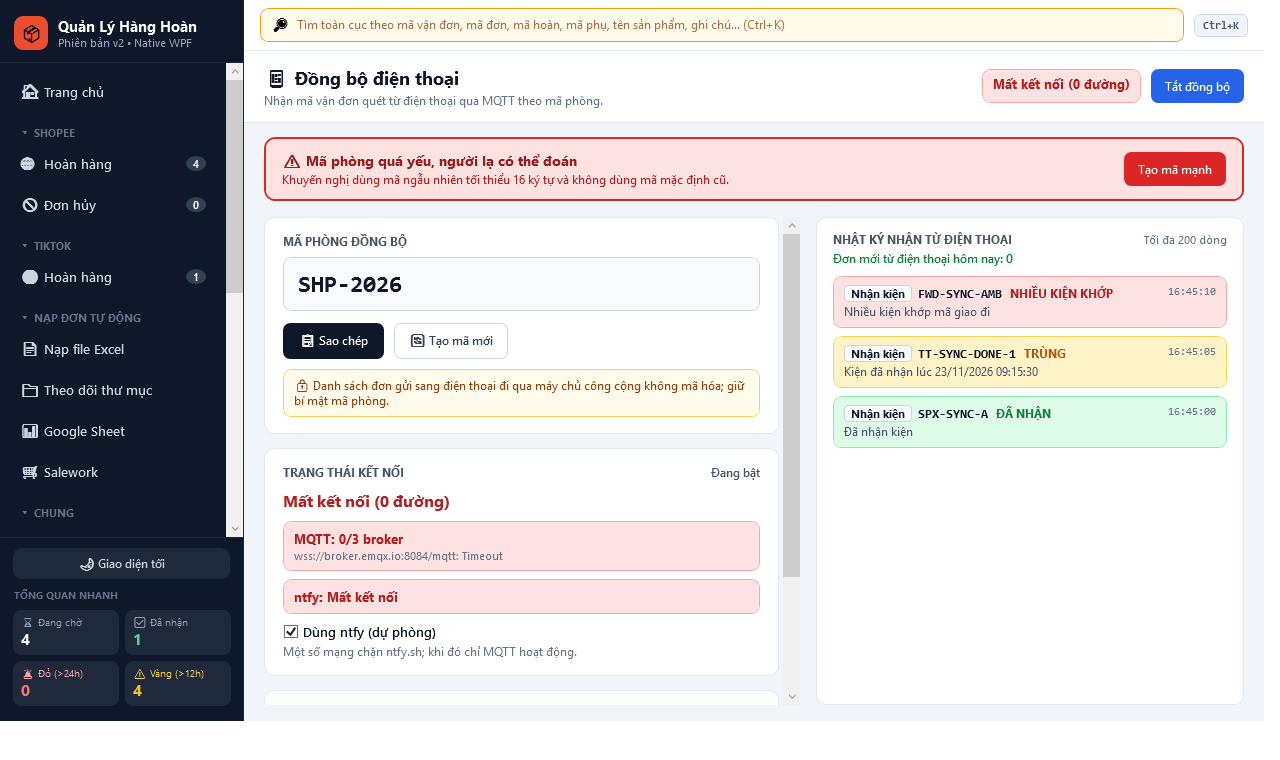 Quản Lý Hàng Hoàn
Phiên bản v2 • Native WPF
Trang chủ
SHOPEE
Hoàn hàng 4
Đơn hủy 0
TIKTOK
Hoàn hàng 1
NẠP ĐƠN TỰ ĐỘNG
Nạp file Excel
Theo dõi thư mục
Google Sheet
Salework
CHUNG
Giao diện tối
TỔNG QUAN NHANH
Đang chờ
4
Đã nhận
1
Đỏ (>24h)
0
Vàng (>12h)
4
Tìm toàn cục theo mã vận đơn, mã đơn, mã hoàn, mã phụ, tên sản phẩm, ghi chú... (Ctrl+K)
Ctrl+K
Đồng bộ điện thoại
Nhận mã vận đơn quét từ điện thoại qua MQTT theo mã phòng.
Mất kết nối (0 đường)
Tắt đồng bộ
Mã phòng quá yếu, người lạ có thể đoán
Khuyến nghị dùng mã ngẫu nhiên tối thiểu 16 ký tự và không dùng mã mặc định cũ.
Tạo mã mạnh
MÃ PHÒNG ĐỒNG BỘ
SHP-2026
Sao chép
Tạo mã mới
Danh sách đơn gửi sang điện thoại đi qua máy chủ công cộng không mã hóa; giữ
bí mật mã phòng.
TRẠNG THÁI KẾT NỐI
Đang bật
Mất kết nối (0 đường)
MQTT: 0/3 broker
wss://broker.emqx.io:8084/mqtt: Timeout
ntfy: Mất kết nối
Dùng ntfy (dự phòng)
Một số mạng chặn ntfy.sh; khi đó chỉ MQTT hoạt động.
NHẬT KÝ NHẬN TỪ ĐIỆN THOẠI
Tối đa 200 dòng
Đơn mới từ điện thoại hôm nay: 0
Nhận kiện FWD-SYNC-AMB NHIỀU KIỆN KHỚP 16:45:10
Nhiều kiện khớp mã giao đi
Nhận kiện TT-SYNC-DONE-1 TRÙNG 16:45:05
Kiện đã nhận lúc 23/11/2026 09:15:30
Nhận kiện SPX-SYNC-A ĐÃ NHẬN 16:45:00
Đã nhận kiện